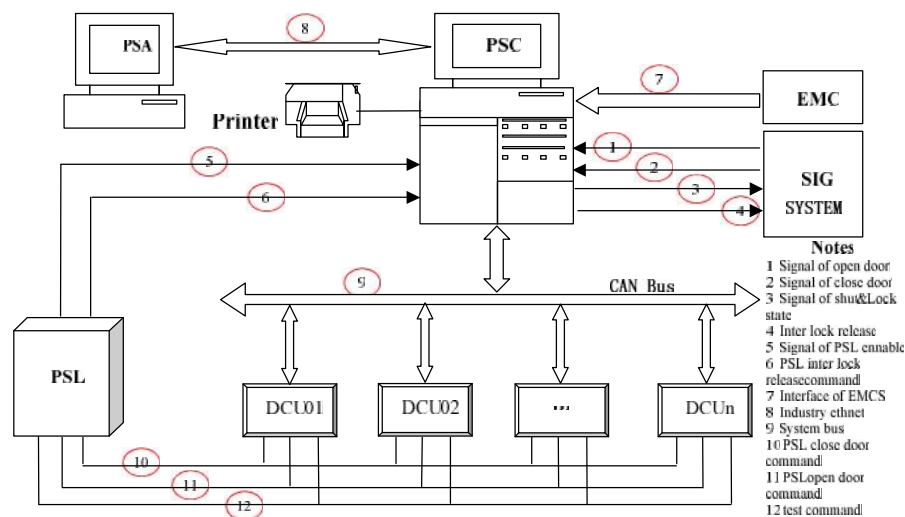 8
PSA
PSC
7
EMC
Printer
1
5
2
SIG
3
SYSTEM
6
4
Notes
1 Signal of open door
2 Signal of close door
3 Signal of shut&Lock
state
4 Inter lock release
5 Signal of PSL ennable
6 PSL inter lock
releasecommand
7 Interface of EMCS
8 Industry ethnet
9 System bus
10 PSL close door
command
11 PSLopen door
command
12 test command
9
CAN Bus
PSL
DCU01
DCU02
....
DCUn
10
11
12